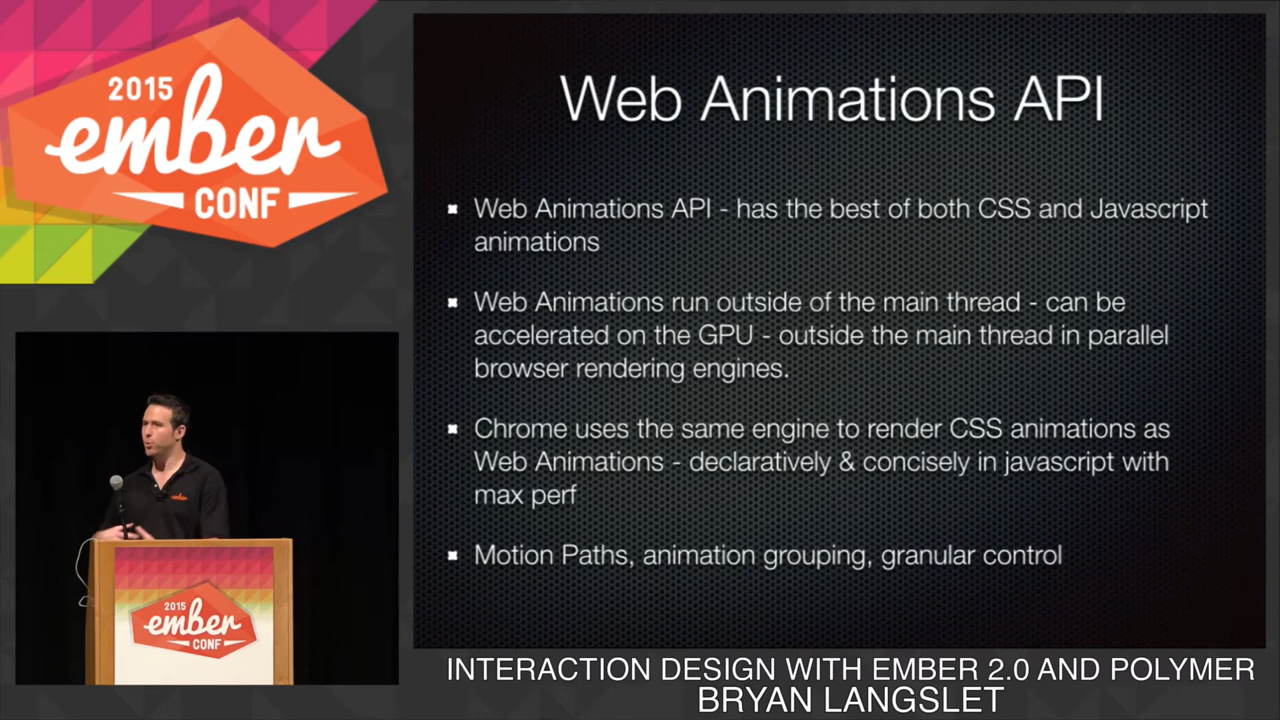 2015
ember
CONF
Web Animations API
Web Animations API - has the best of both CSS and Javascript
animations
Web Animations run outside of the main thread - can be
accelerated on the GPU - outside the main thread in parallel
browser rendering engines.
Chrome uses the same engine to render CSS animations as
Web Animations - declaratively & concisely in javascript with
max perf
Motion Paths, animation grouping, granular control
ember
2015
ember
CONF
INTERACTION DESIGN WITH EMBER 2.0 AND POLYMER
BRYAN LANGSLET